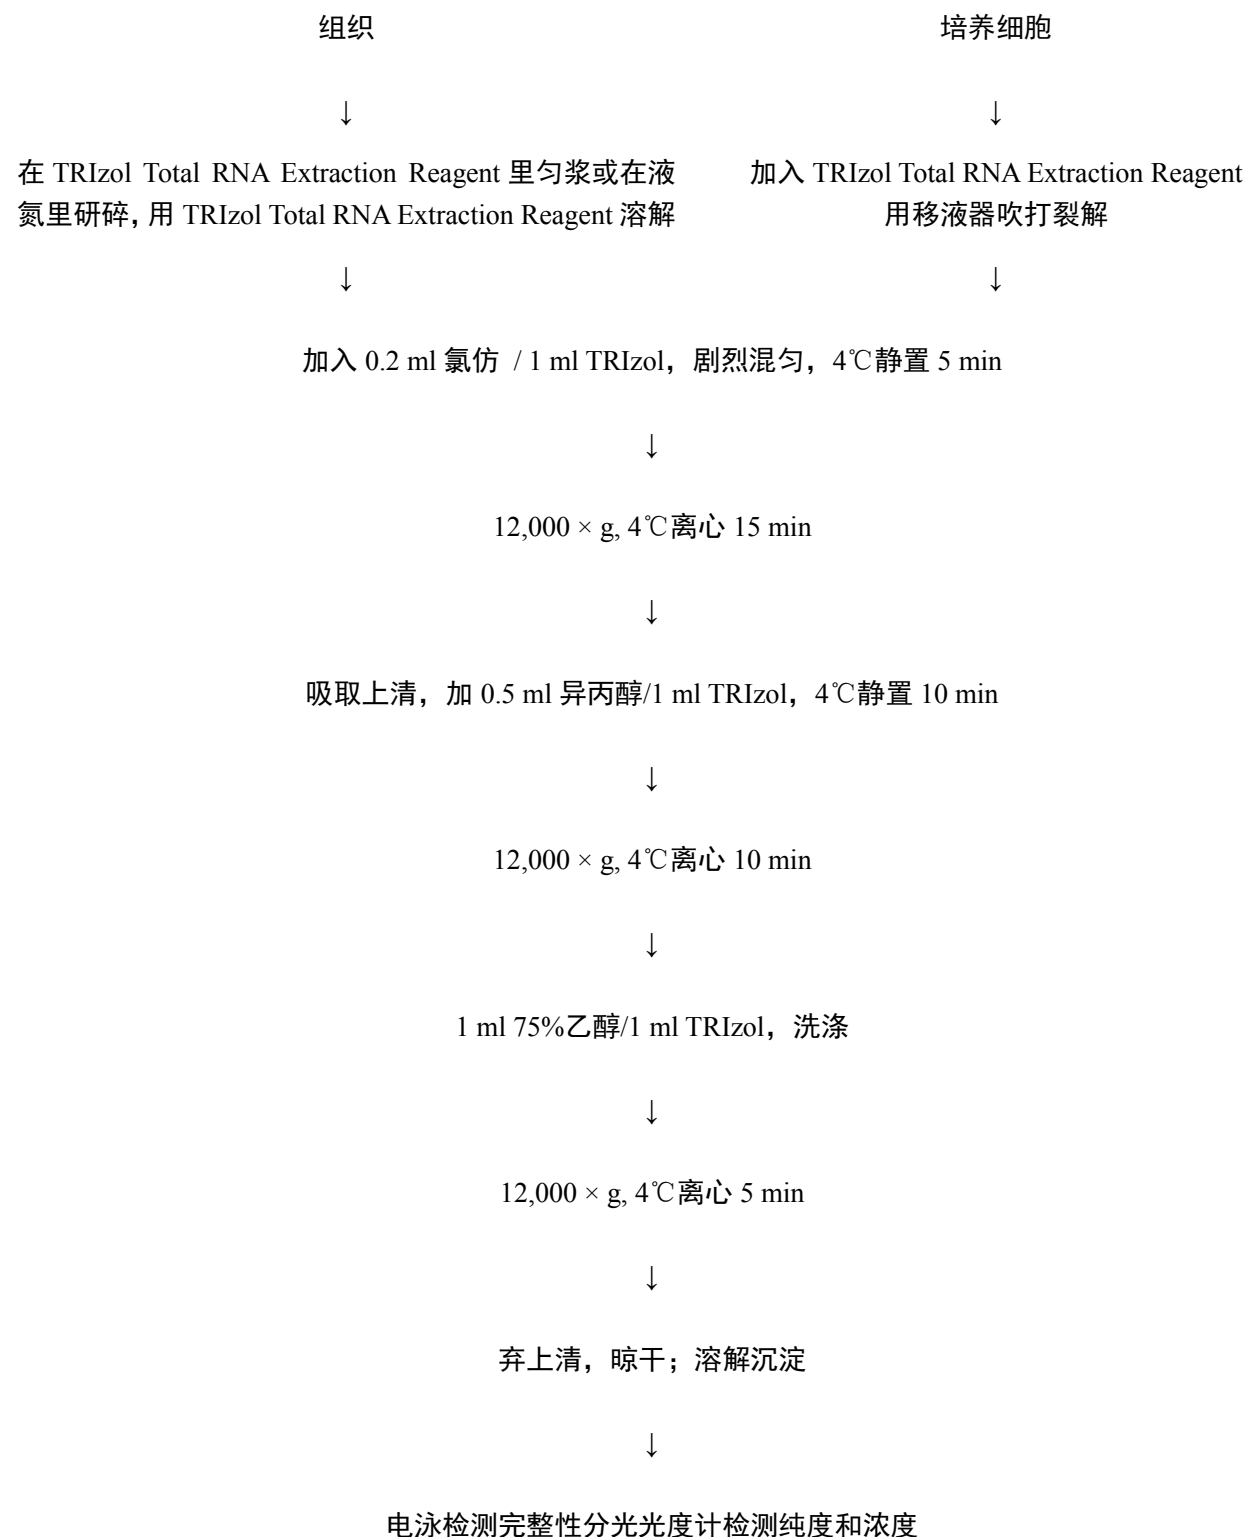 组织
培养细胞
↓
↓
在 TRIzol Total RNA Extraction Reagent 里匀浆或在液
氮里研碎，用 TRIzol Total RNA Extraction Reagent 溶解
加入 TRIzol Total RNA Extraction Reagent
用移液器吹打裂解
↓
↓
加入 0.2 ml 氯仿 / 1 ml TRIzol，剧烈混匀，4℃静置 5 min
↓
12,000 × g, 4℃离心 15 min
↓
吸取上清，加 0.5 ml 异丙醇/1 ml TRIzol，4℃静置 10 min
↓
12,000 × g, 4℃离心 10 min
↓
1 ml 75%乙醇/1 ml TRIzol，洗涤
↓
12,000 × g, 4℃离心 5 min
↓
弃上清，晾干；溶解沉淀
↓
电泳检测完整性分光光度计检测纯度和浓度